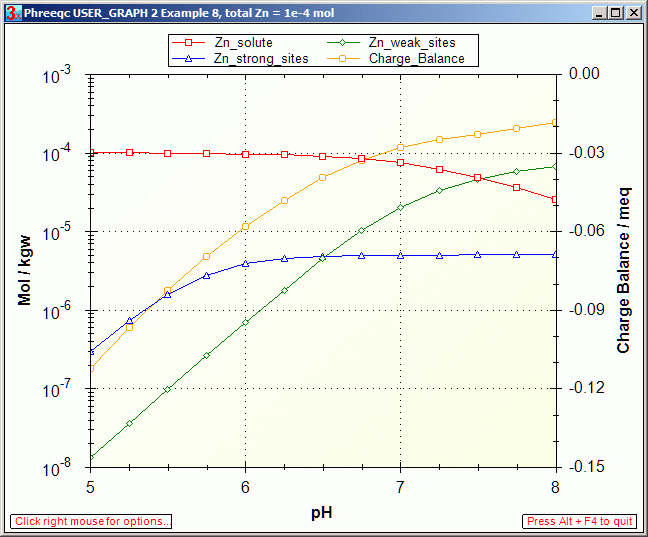 Phreeqc USER_GRAPH 2 Example 8, total Zn = 1e-4 mol
Zn_solute Zn_weak_sites
Zn_strong_sites Charge_Balance
10-3 0.00
10-4 -0.03
10-5 -0.06
10-6 -0.09
10-7 -0.12
10-8 -0.15
Mol / kgw
Charge Balance / meq
5 6 7 8
pH
Click right mouse for options...
Press Alt + F4 to quit